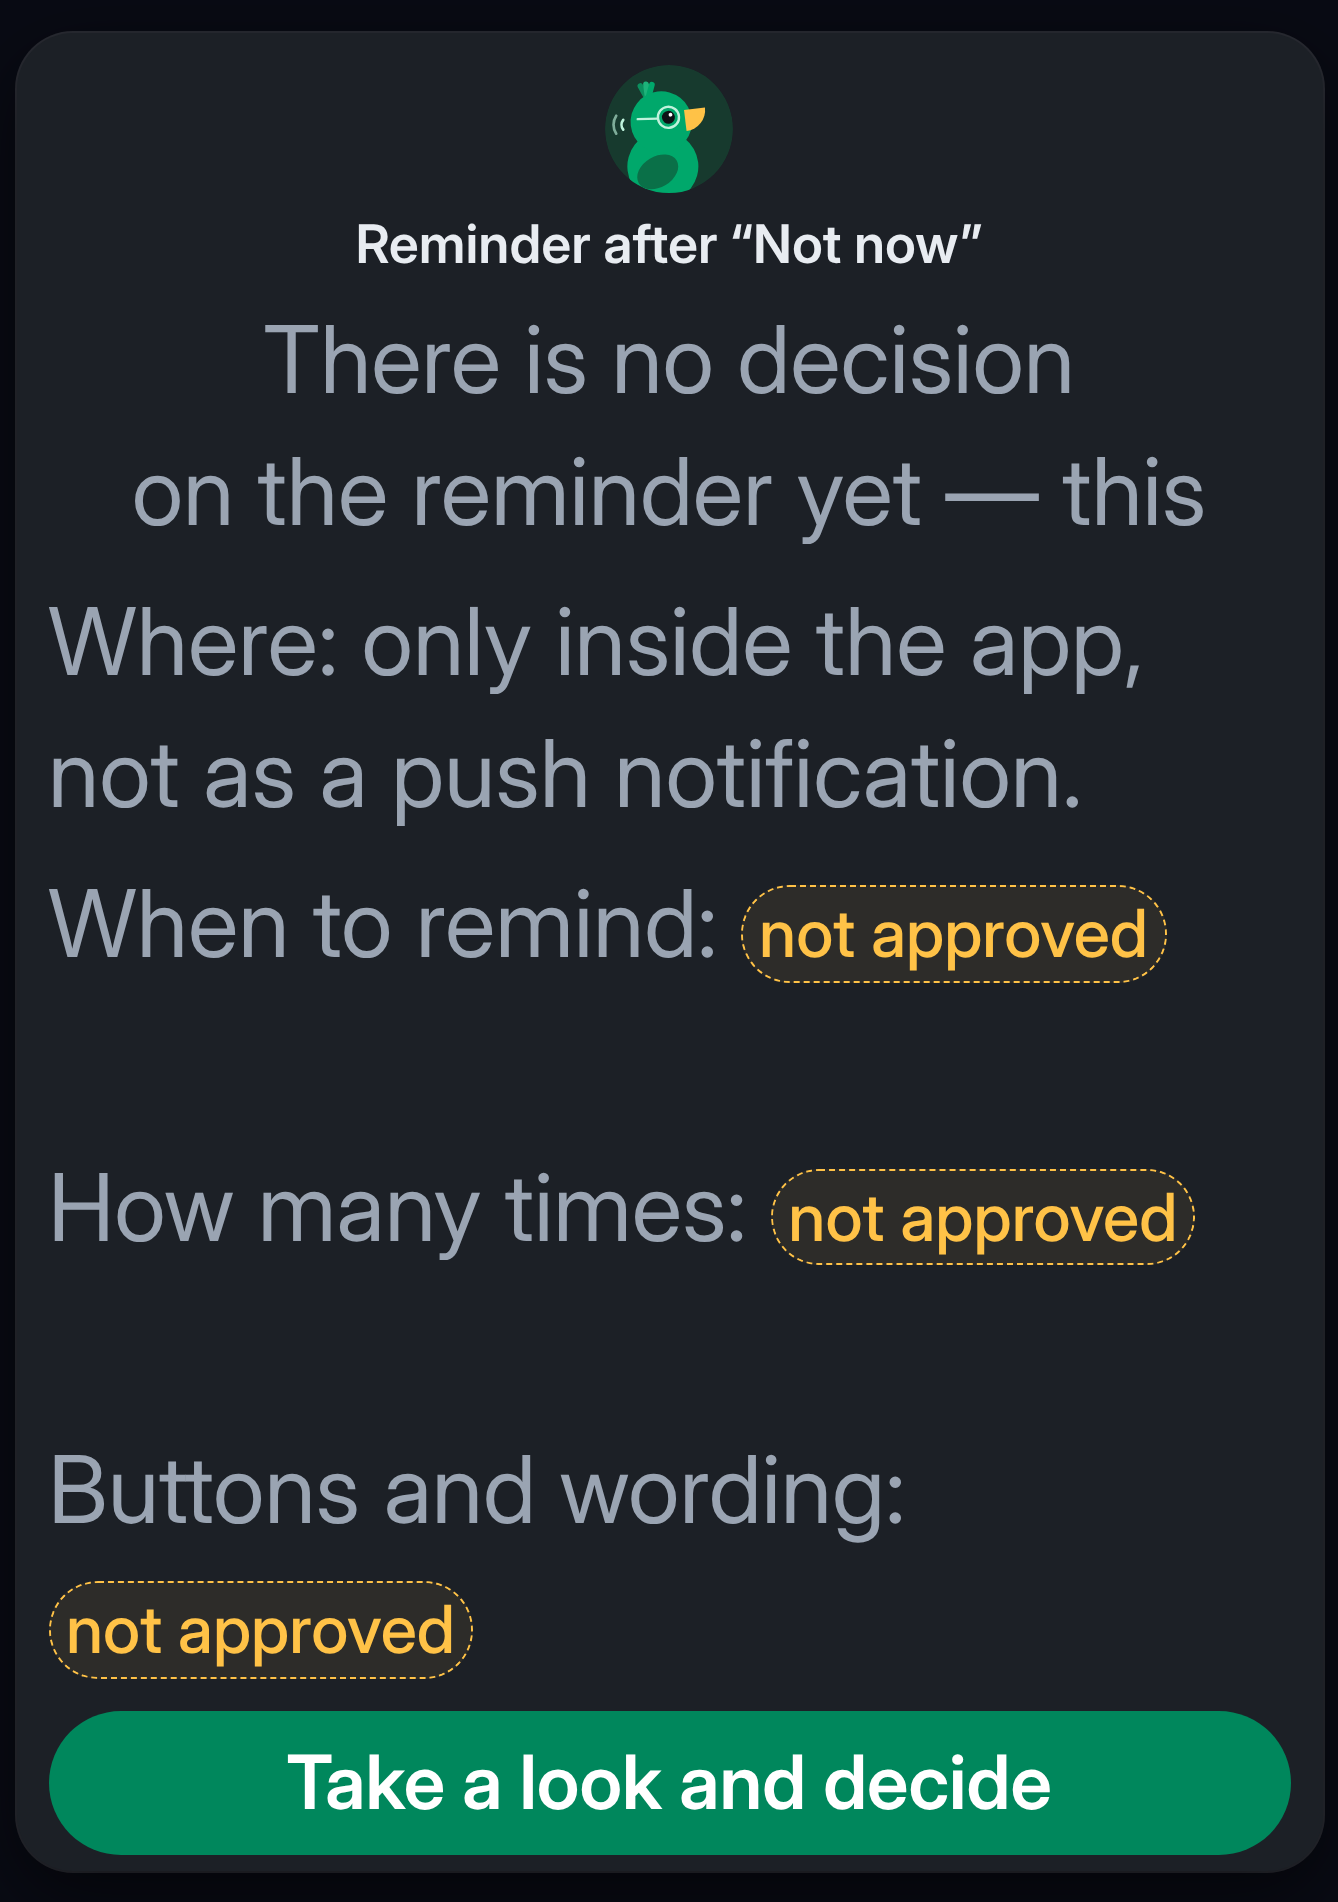 Reminder after “Not now”
There is no decision
on the reminder yet — this
Where: only inside the app,
not as a push notification.
When to remind: not approved
How many times: not approved
Buttons and wording:
not approved
Take a look and decide